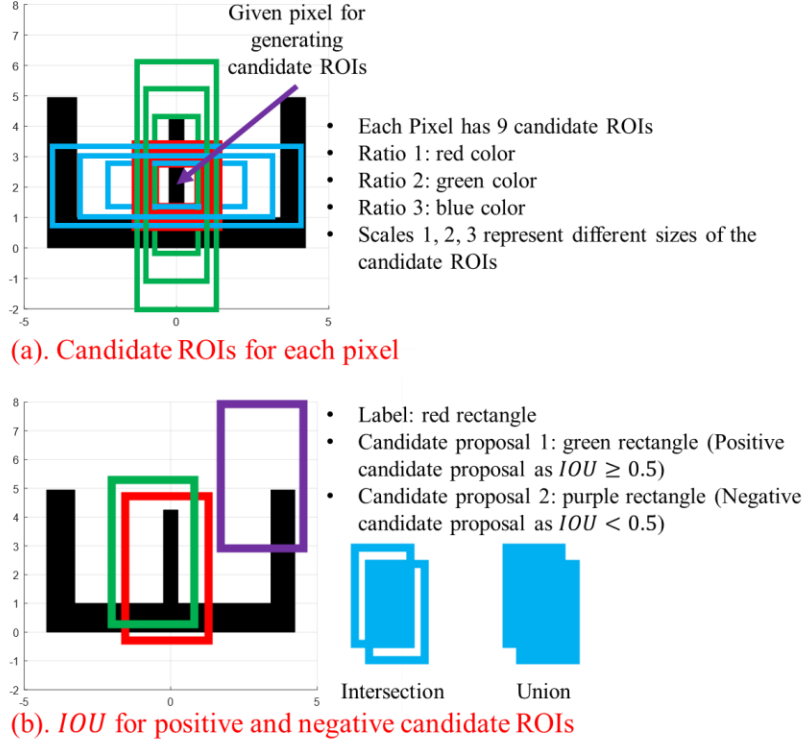 Given pixel for
generating
candidate ROIs
8
7
6
5
4
3
2
1
0
-1
-2
-5
0
5
• Each Pixel has 9 candidate ROIs
• Ratio 1: red color
• Ratio 2: green color
• Ratio 3: blue color
• Scales 1, 2, 3 represent different sizes of the
candidate ROIs
(a). Candidate ROIs for each pixel
8
7
6
5
4
3
2
1
0
-1
-2
-5
0
5
• Label: red rectangle
• Candidate proposal 1: green rectangle (Positive
candidate proposal as IOU ≥ 0.5)
• Candidate proposal 2: purple rectangle (Negative
candidate proposal as IOU < 0.5)
Intersection
Union
(b). IOU for positive and negative candidate ROIs